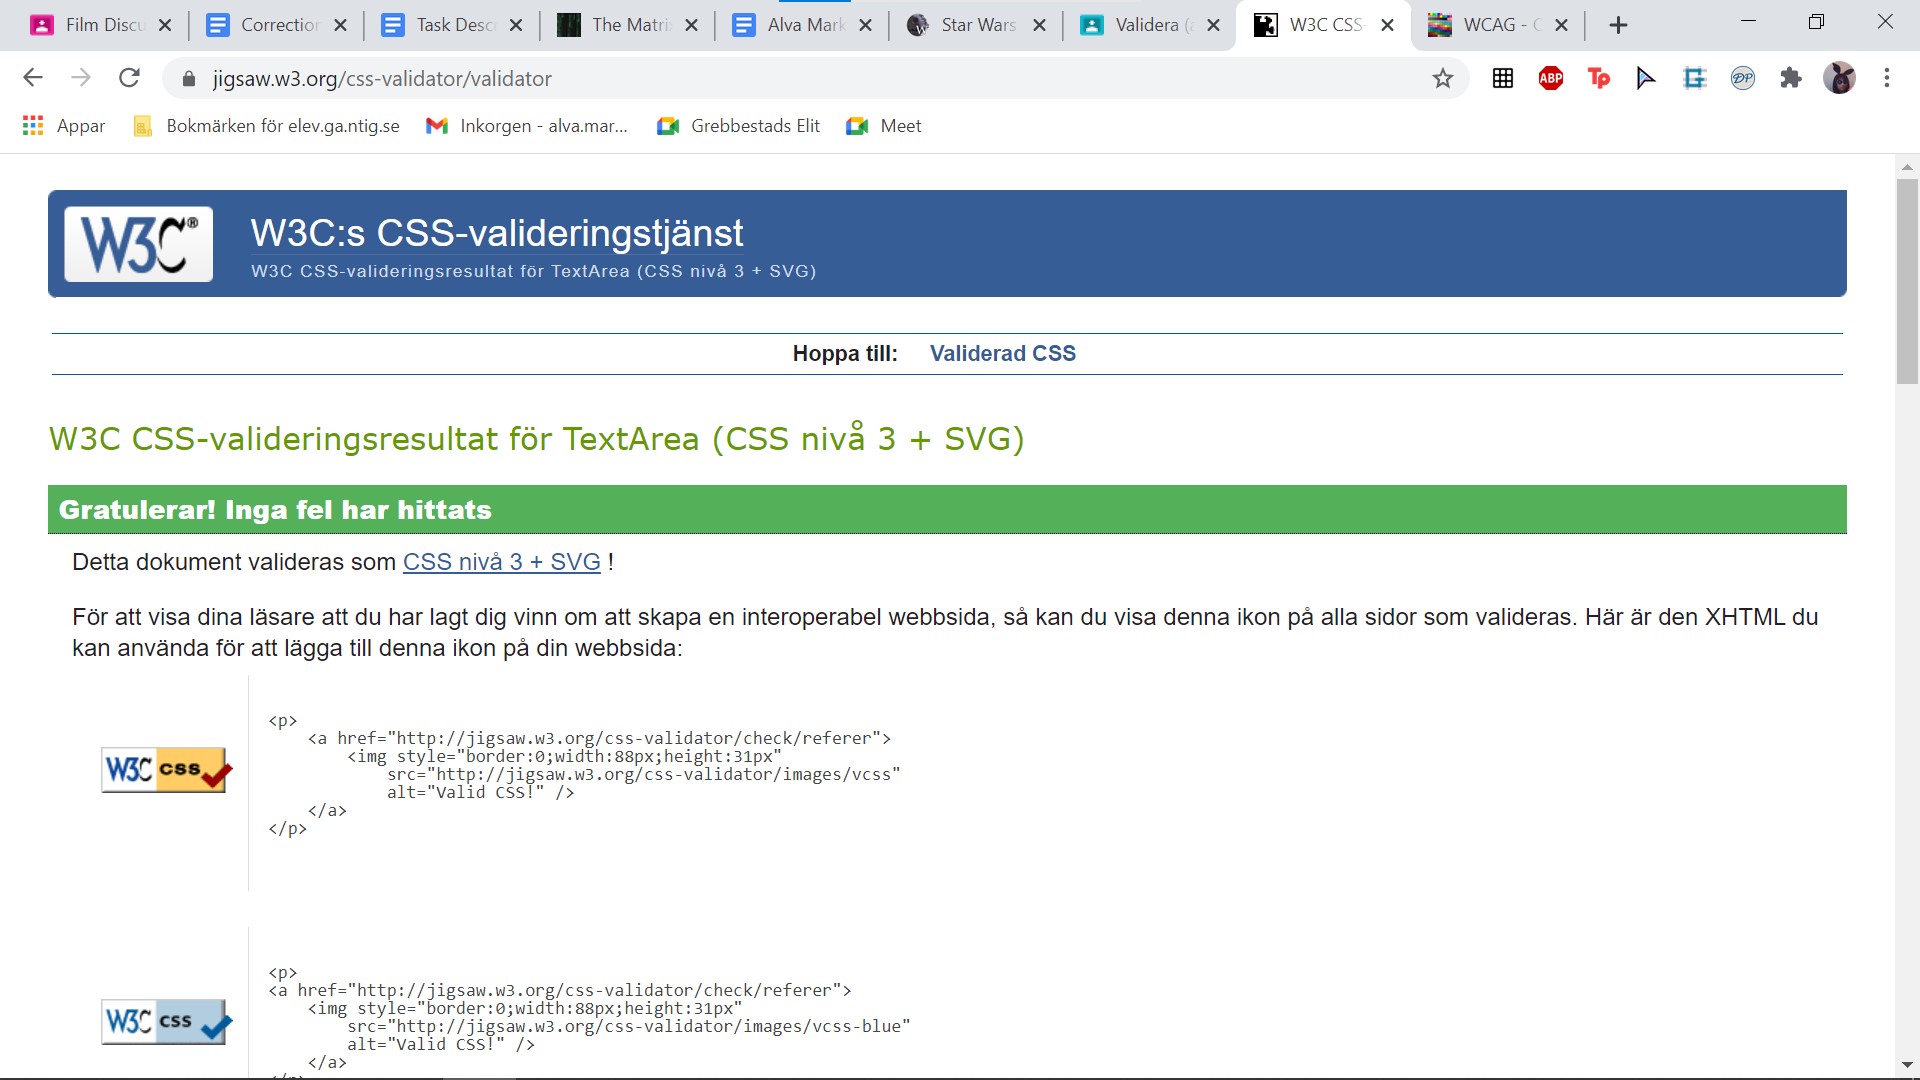 Film Discu
Correction
Task Desc
The Matri
Alva Mark
Star Wars
Validera (
W3C CSS-
WCAG - C
jigsaw.w3.org/css-validator/validator
ABP
Tp
DP
Appar
Bokmärken för elev.ga.ntig.se
Inkorgen - alva.mar...
Grebbestads Elit
Meet
W3C®
W3C:s CSS-valideringstjänst
W3C CSS-valideringsresultat för TextArea (CSS nivå 3 + SVG)
Hoppa till: Validerad CSS
W3C CSS-valideringsresultat för TextArea (CSS nivå 3 + SVG)
Gratulerar! Inga fel har hittats
Detta dokument valideras som CSS nivå 3 + SVG !
För att visa dina läsare att du har lagt dig vinn om att skapa en interoperabel webbsida, så kan du visa denna ikon på alla sidor som valideras. Här är den XHTML du
kan använda för att lägga till denna ikon på din webbsida:
W3C css
<p>
<a href="http://jigsaw.w3.org/css-validator/check/referer">
<img style="border:0;width:88px;height:31px"
src="http://jigsaw.w3.org/css-validator/images/vcss"
alt="Valid CSS!" />
</a>
</p>
W3C css
<p>
<a href="http://jigsaw.w3.org/css-validator/check/referer">
<img style="border:0;width:88px;height:31px"
src="http://jigsaw.w3.org/css-validator/images/vcss-blue"
alt="Valid CSS!" />
</a>